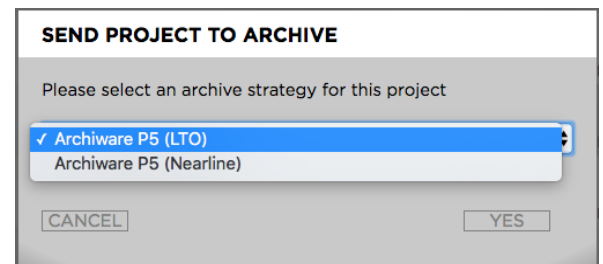 SEND PROJECT TO ARCHIVE
Please select an archive strategy for this project
✓ Archiware P5 (LTO)
Archiware P5 (Nearline)
CANCEL YES